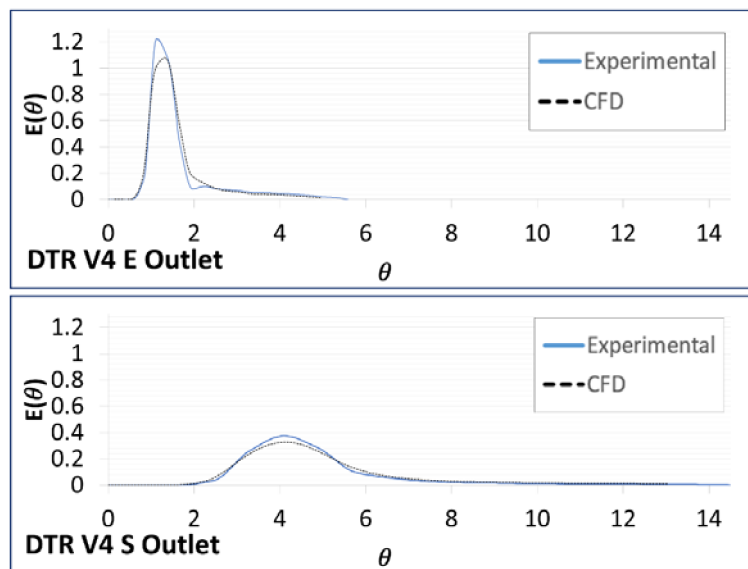 1.2
1
0.8
0.6
0.4
0.2
0
E(θ)
Experimental
CFD
0 2 4 6 8 10 12 14
DTR V4 E Outlet
θ
1.2
1
0.8
0.6
0.4
0.2
0
E(θ)
Experimental
CFD
0 2 4 6 8 10 12 14
DTR V4 S Outlet
θ